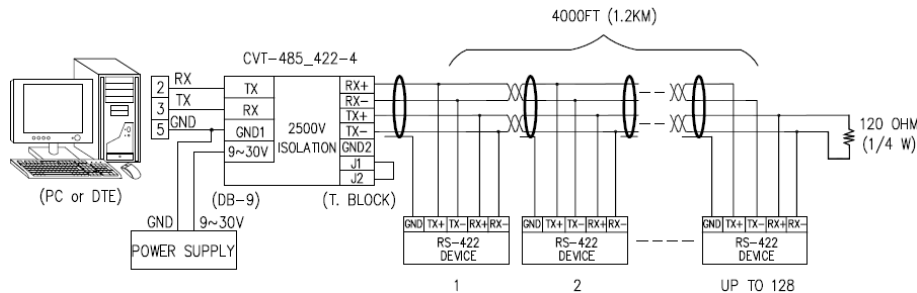 4000FT (1.2KM)
CVT-485_422-4
2 RX TX RX+
3 TX RX RX-
5 GND GND1 TX+
9~30V TX-
2500V ISOLATION GND2
J1
J2
120 OHM
(1/4 W)
(PC or DTE) (DB-9) (T. BLOCK)
GND 9~30V
POWER SUPPLY
GND TX+ TX- RX+ RX-
RS-422
DEVICE
1
GND TX+ TX- RX+ RX-
RS-422
DEVICE
2
GND TX+ TX- RX+ RX-
RS-422
DEVICE
UP TO 128